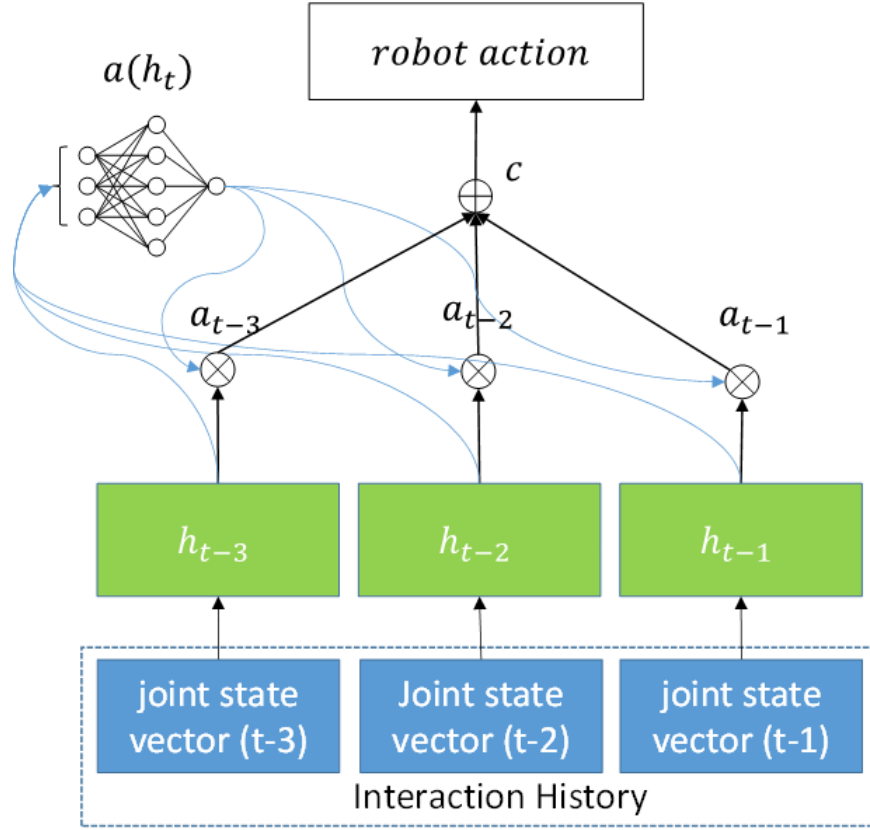 robot action
a(h_t)
c
a_{t-3}
a_{t-2}
a_{t-1}
h_{t-3}
h_{t-2}
h_{t-1}
joint state
vector (t-3)
Joint state
vector (t-2)
joint state
vector (t-1)
Interaction History